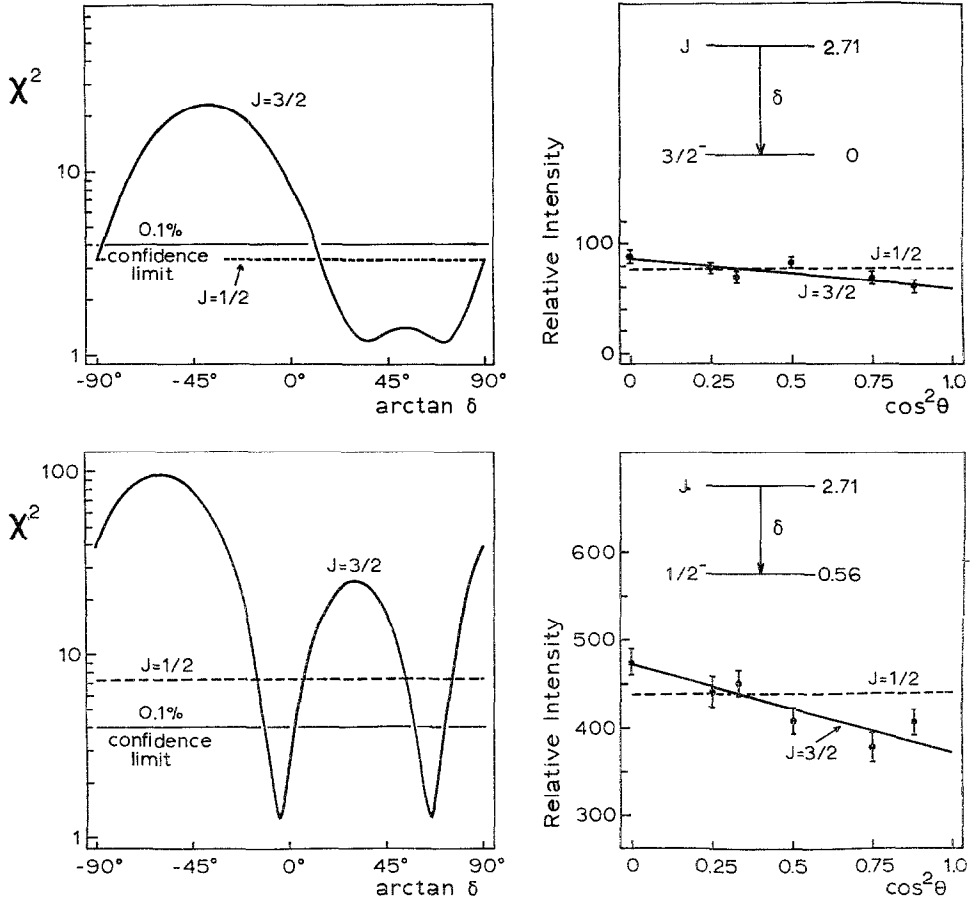 χ²
J=3/2
10
0.1%
confidence
limit
J=1/2
1
-90°
-45°
0°
45°
90°
arctan δ
Relative Intensity
J
2.71
δ
3/2⁻
0
100
J=1/2
J=3/2
0
0
0.25
0.5
0.75
1.0
cos²θ
100
χ²
J=3/2
10
J=1/2
0.1%
confidence
limit
1
-90°
-45°
0°
45°
90°
arctan δ
Relative Intensity
J
2.71
δ
1/2⁻
0.56
600
500
400
300
J=1/2
J=3/2
0
0.25
0.5
0.75
1.0
cos²θ